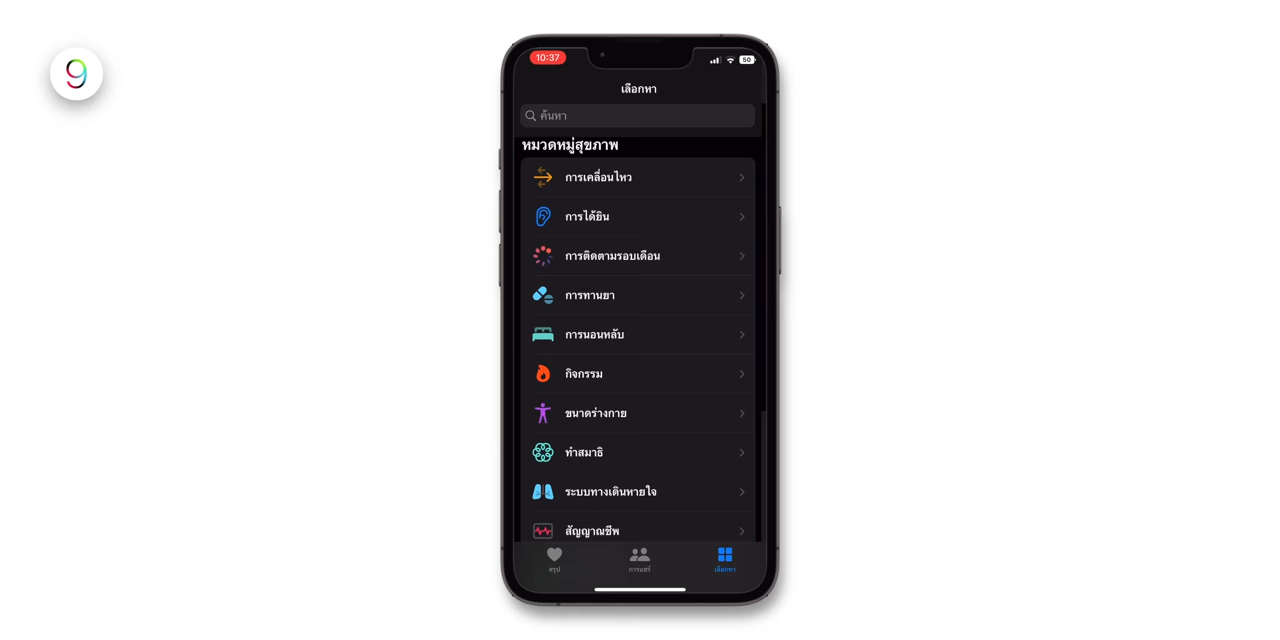 9
10:37
50
เลือกหา
ค้นหา
หมวดหมู่สุขภาพ
การเคลื่อนไหว
การได้ยิน
การติดตามรอบเดือน
การทานยา
การนอนหลับ
กิจกรรม
ขนาดร่างกาย
ทำสมาธิ
ระบบทางเดินหายใจ
สัญญาณชีพ
สรุป
การแชร์
เลือกหา